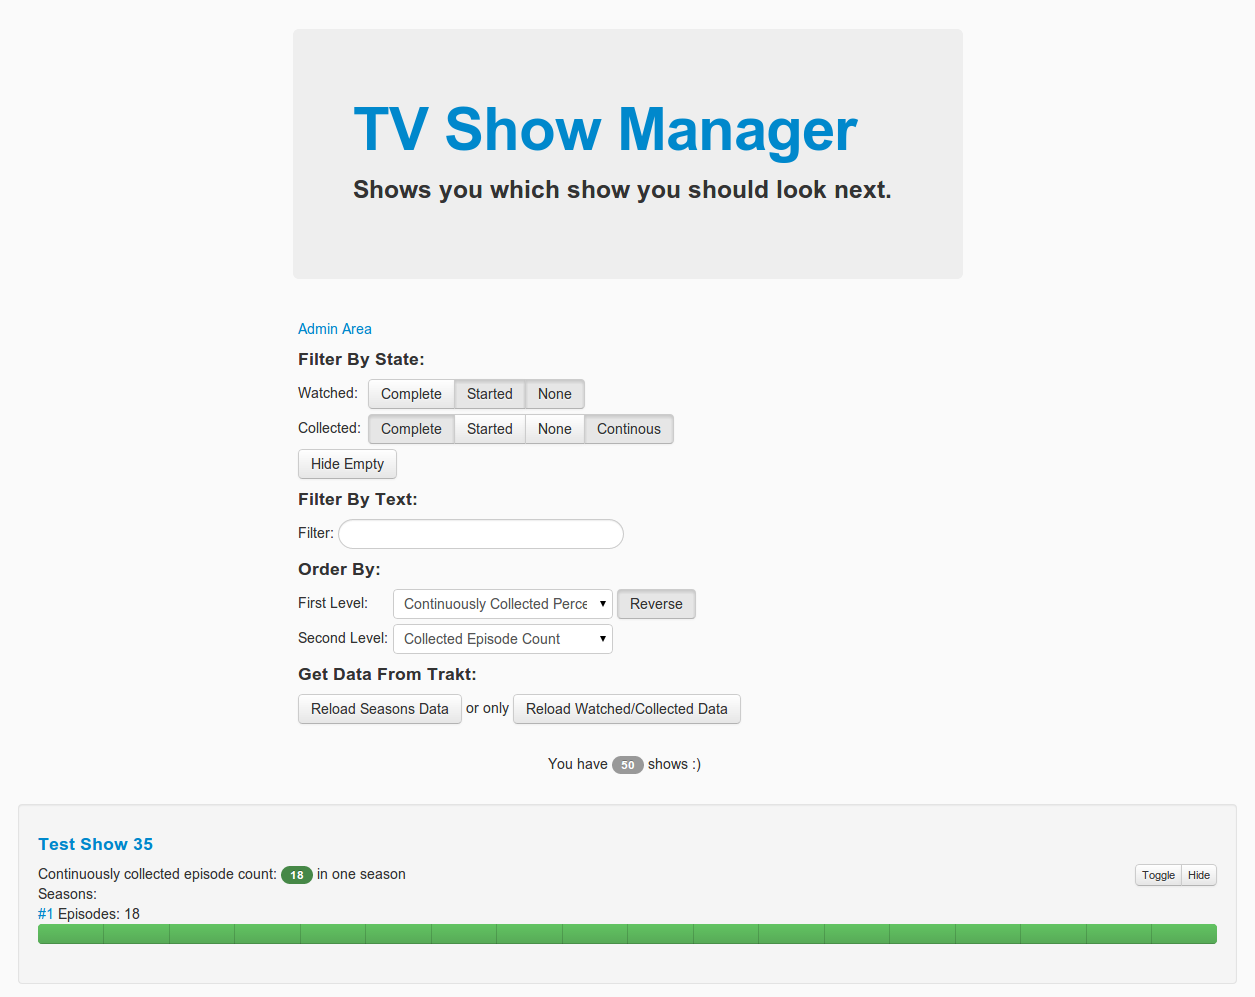 TV Show Manager
Shows you which show you should look next.
Admin Area
Filter By State:
Watched: Complete Started None
Collected: Complete Started None Continous
Hide Empty
Filter By Text:
Filter:
Order By:
First Level: Continuously Collected Perce Reverse
Second Level: Collected Episode Count
Get Data From Trakt:
Reload Seasons Data or only Reload Watched/Collected Data
You have 50 shows :)
Test Show 35
Continuously collected episode count: 18 in one season Toggle Hide
Seasons:
#1 Episodes: 18